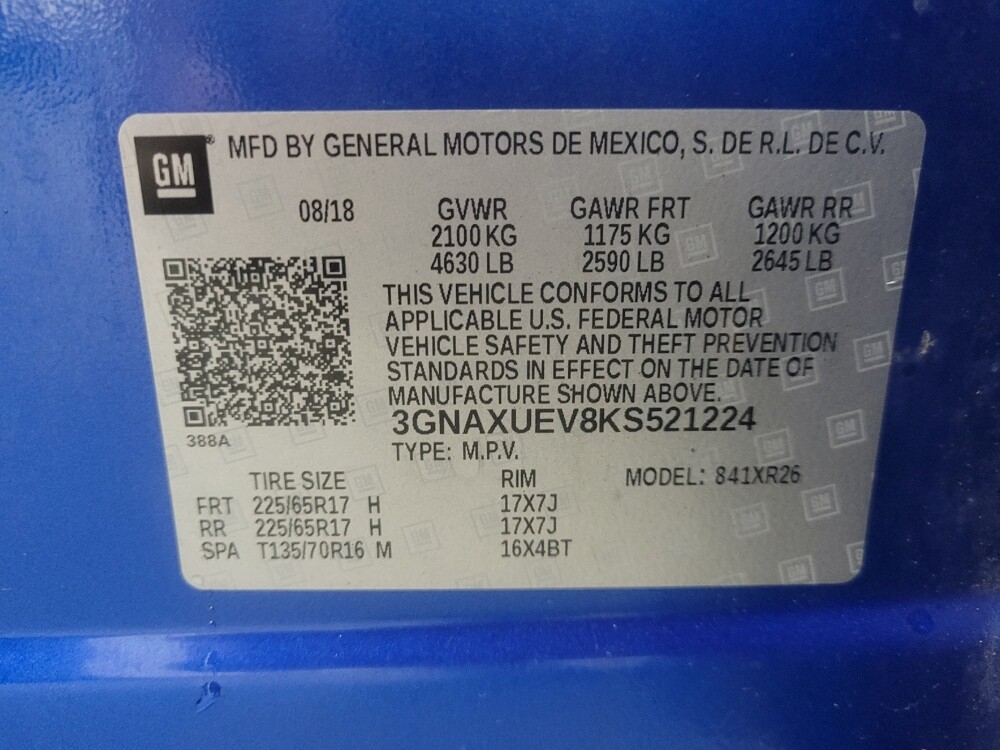 GM® MFD BY GENERAL MOTORS DE MEXICO, S. DE R.L. DE C.V.
08/18 GVWR GAWR FRT GAWR RR
2100 KG 1175 KG 1200 KG
4630 LB 2590 LB 2645 LB
THIS VEHICLE CONFORMS TO ALL
APPLICABLE U.S. FEDERAL MOTOR
VEHICLE SAFETY AND THEFT PREVENTION
STANDARDS IN EFFECT ON THE DATE OF
MANUFACTURE SHOWN ABOVE.
3GNAXUEV8KS521224
388A
TYPE: M.P.V.
TIRE SIZE RIM MODEL: 841XR26
FRT 225/65R17 H 17X7J
RR 225/65R17 H 17X7J
SPA T135/70R16 M 16X4BT